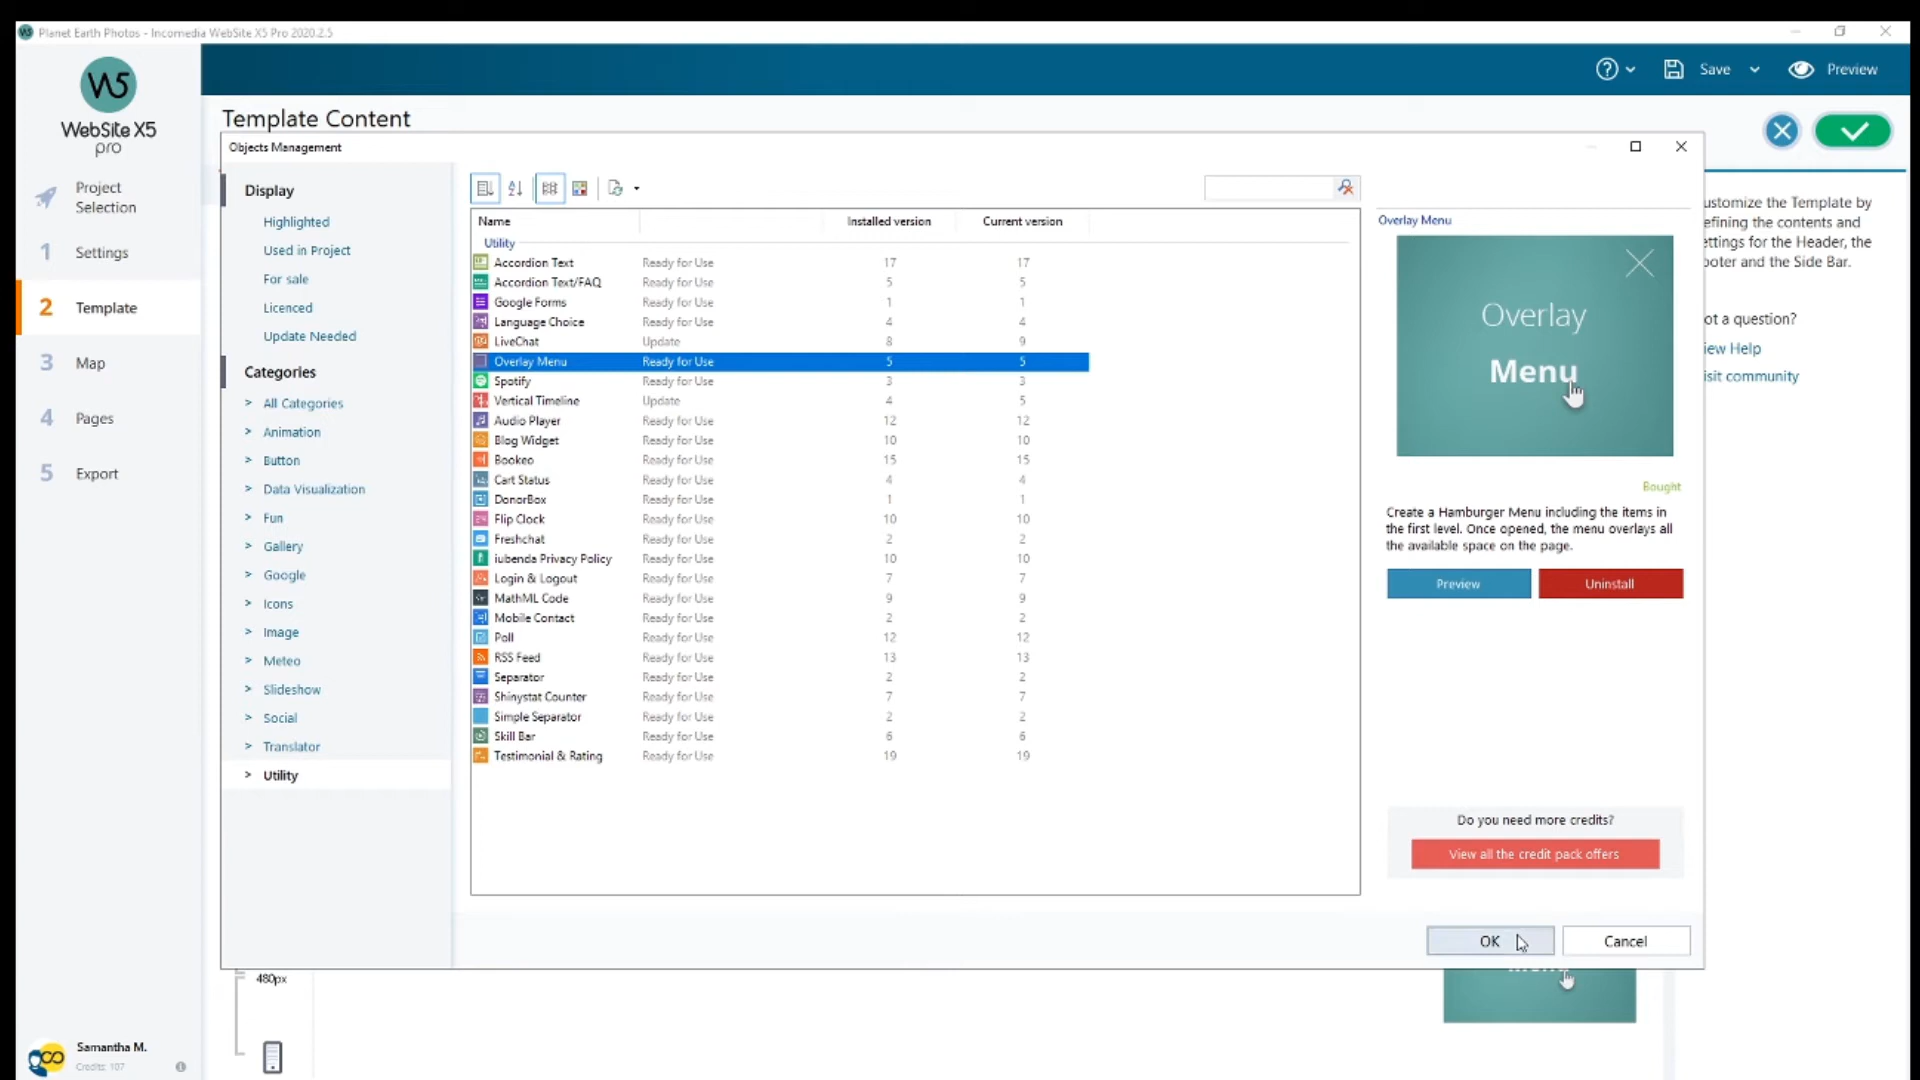 Planet Earth Photos - Incomedia WebSite X5 Pro 2020.2.5
Save
Preview
WebSite X5
pro
Template Content
Objects Management
Project
Selection
1 Settings
2 Template
3 Map
4 Pages
5 Export
Display
Highlighted
Used in Project
For sale
Licenced
Update Needed
Categories
> All Categories
> Animation
> Button
> Data Visualization
> Fun
> Gallery
> Google
> Icons
> Image
> Meteo
> Slideshow
> Social
> Translator
> Utility
Name Installed version Current version
Utility
Accordion Text Ready for Use 17 17
Accordion Text/FAQ Ready for Use 5 5
Google Forms Ready for Use 1 1
Language Choice Ready for Use 4 4
LiveChat Update 8 9
Overlay Menu Ready for Use 5 5
Spotify Ready for Use 3 3
Vertical Timeline Update 4 5
Audio Player Ready for Use 12 12
Blog Widget Ready for Use 10 10
Bookeo Ready for Use 15 15
Cart Status Ready for Use 4 4
DonorBox Ready for Use 1 1
Flip Clock Ready for Use 10 10
Freshchat Ready for Use 2 2
iubenda Privacy Policy Ready for Use 10 10
Login & Logout Ready for Use 7 7
MathML Code Ready for Use 9 9
Mobile Contact Ready for Use 2 2
Poll Ready for Use 12 12
RSS Feed Ready for Use 13 13
Separator Ready for Use 2 2
Shinystat Counter Ready for Use 7 7
Simple Separator Ready for Use 2 2
Skill Bar Ready for Use 6 6
Testimonial & Rating Ready for Use 19 19
Overlay Menu
Overlay
Menu
Bought
Create a Hamburger Menu including the items in
the first level. Once opened, the menu overlays all
the available space on the page.
Preview
Uninstall
Do you need more credits?
View all the credit pack offers
OK
Cancel
ustomize the Template by
efining the contents and
ettings for the Header, the
ooter and the Side Bar.
ot a question?
iew Help
isit community
480px
Samantha M.
Credits: 107